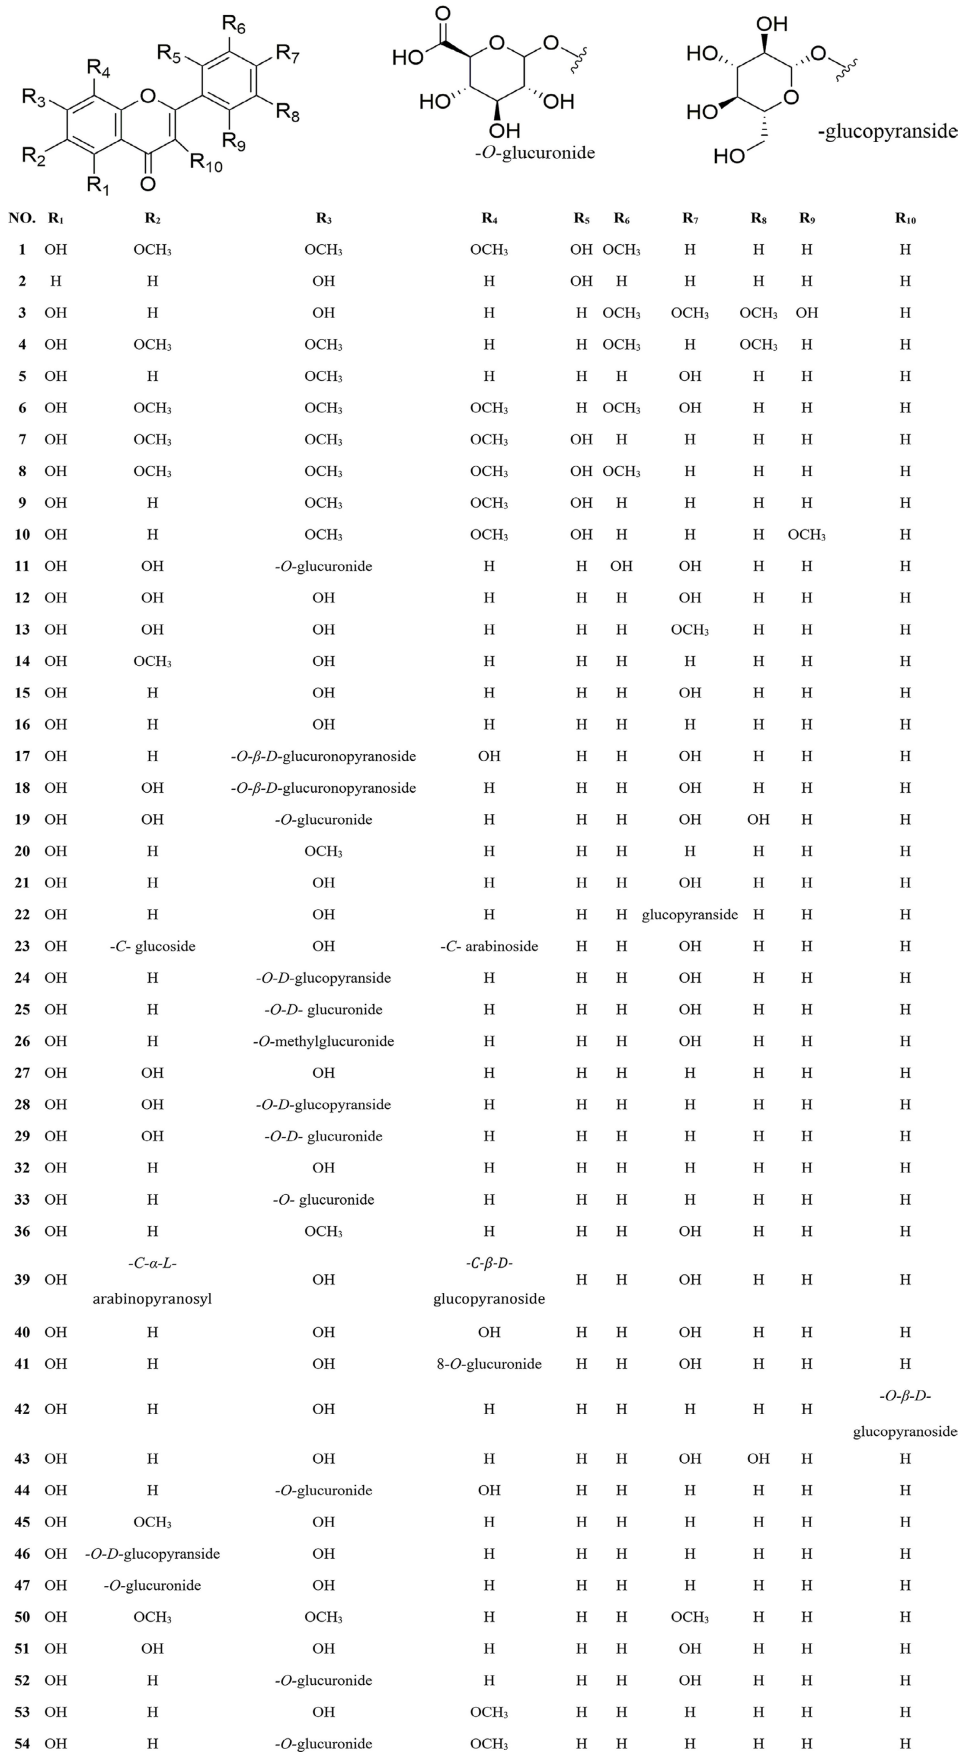 R₆
R₅ R₇
R₄
R₃ O R₈
R₉
R₂ R₁₀
R₁ O
O
HO O O
HO OH
OH
-O-glucuronide
OH
HO O
HO O
HO
-glucopyranside
NO. R₁ R₂ R₃ R₄ R₅ R₆ R₇ R₈ R₉ R₁₀
1 OH OCH₃ OCH₃ OCH₃ OH OCH₃ H H H H
2 H H OH H OH H H H H H
3 OH H OH H H OCH₃ OCH₃ OCH₃ OH H
4 OH OCH₃ OCH₃ H H OCH₃ H OCH₃ H H
5 OH H OCH₃ H H H OH H H H
6 OH OCH₃ OCH₃ OCH₃ H OCH₃ OH H H H
7 OH OCH₃ OCH₃ OCH₃ OH H H H H H
8 OH OCH₃ OCH₃ OCH₃ OH OCH₃ H H H H
9 OH H OCH₃ OCH₃ OH H H H H H
10 OH H OCH₃ OCH₃ OH H H H OCH₃ H
11 OH OH -O-glucuronide H H OH OH H H H
12 OH OH OH H H H OH H H H
13 OH OH OH H H H OCH₃ H H H
14 OH OCH₃ OH H H H H H H H
15 OH H OH H H H OH H H H
16 OH H OH H H H H H H H
17 OH H -O-β-D-glucuronopyranoside OH H H OH H H H
18 OH OH -O-β-D-glucuronopyranoside H H H OH H H H
19 OH OH -O-glucuronide H H H OH OH H H
20 OH H OCH₃ H H H H H H H
21 OH H OH H H H OH H H H
22 OH H OH H H H glucopyranside H H H
23 OH -C- glucoside OH -C- arabinoside H H OH H H H
24 OH H -O-D-glucopyranside H H H OH H H H
25 OH H -O-D- glucuronide H H H OH H H H
26 OH H -O-methylglucuronide H H H OH H H H
27 OH OH OH H H H H H H H
28 OH OH -O-D-glucopyranside H H H H H H H
29 OH OH -O-D- glucuronide H H H H H H H
32 OH H OH H H H H H H H
33 OH H -O- glucuronide H H H H H H H
36 OH H OCH₃ H H H OH H H H
-C-α-L- -C-β-D-
39 OH OH H H OH H H H
arabinopyranosyl glucopyranoside
40 OH H OH OH H H OH H H H
41 OH H OH 8-O-glucuronide H H OH H H H
-O-β-D-
42 OH H OH H H H H H H
glucopyranoside
43 OH H OH H H H OH OH H H
44 OH H -O-glucuronide OH H H H H H H
45 OH OCH₃ OH H H H H H H H
46 OH -O-D-glucopyranside OH H H H H H H H
47 OH -O-glucuronide OH H H H H H H H
50 OH OCH₃ OCH₃ H H H OCH₃ H H H
51 OH OH OH H H H OH H H H
52 OH H -O-glucuronide H H H OH H H H
53 OH H OH OCH₃ H H H H H H
54 OH H -O-glucuronide OCH₃ H H H H H H